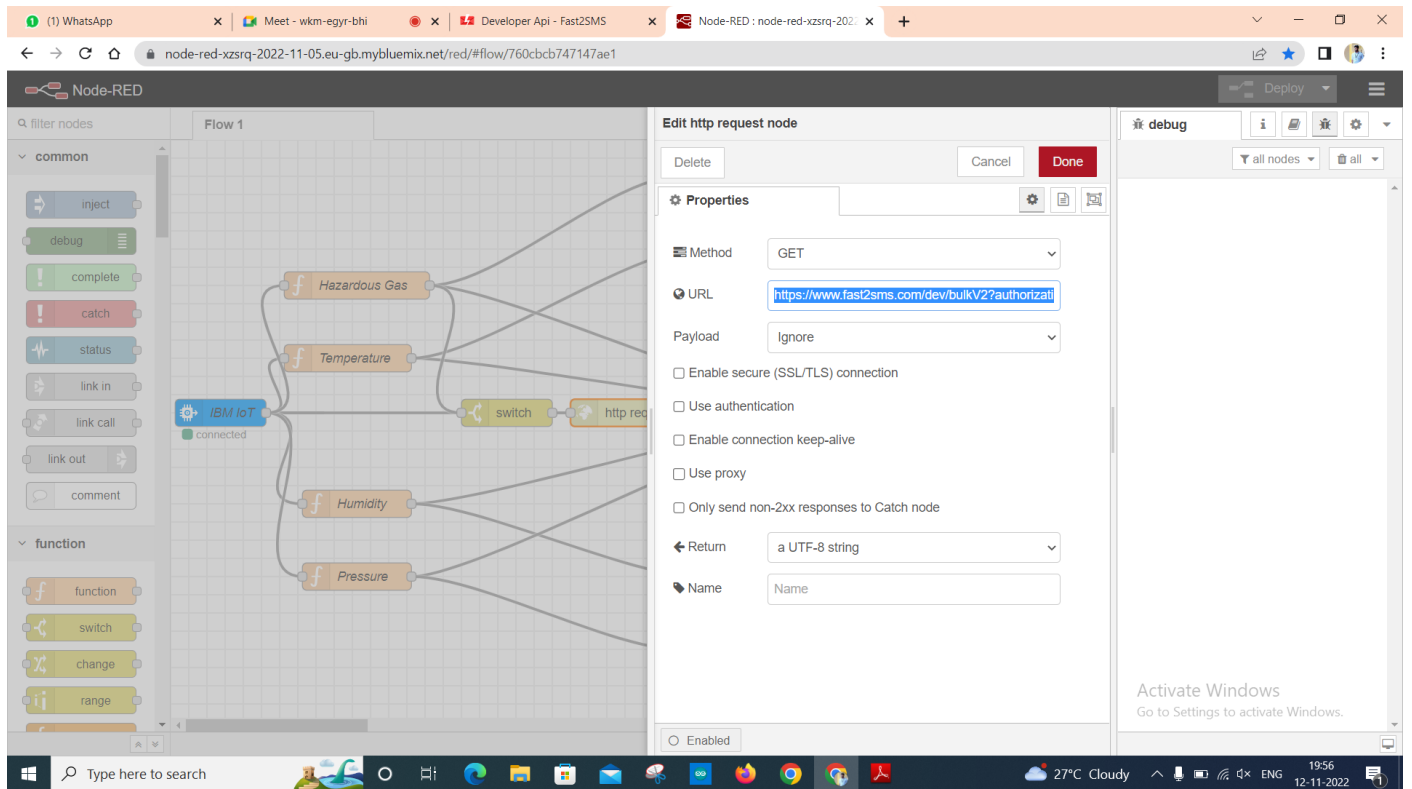 (1) WhatsApp
Meet - wkm-egyr-bhi
Developer Api - Fast2SMS
Node-RED : node-red-xzsrq-202
node-red-xzsrq-2022-11-05.eu-gb.mybluemix.net/red/#flow/760cbcb747147ae1
Node-RED
Deploy
filter nodes
common
inject
debug
complete
catch
status
link in
link call
link out
comment
function
function
switch
change
range
Flow 1
Hazardous Gas
Temperature
IBM IoT
connected
switch
http req
Humidity
Pressure
Edit http request node
Delete
Cancel
Done
Properties
Method
GET
URL
https://www.fast2sms.com/dev/bulkV2?authorizati
Payload
Ignore
Enable secure (SSL/TLS) connection
Use authentication
Enable connection keep-alive
Use proxy
Only send non-2xx responses to Catch node
Return
a UTF-8 string
Name
Name
Enabled
debug
i
all nodes
all
Activate Windows
Go to Settings to activate Windows.
Type here to search
27°C Cloudy
ENG
19:56
12-11-2022
1